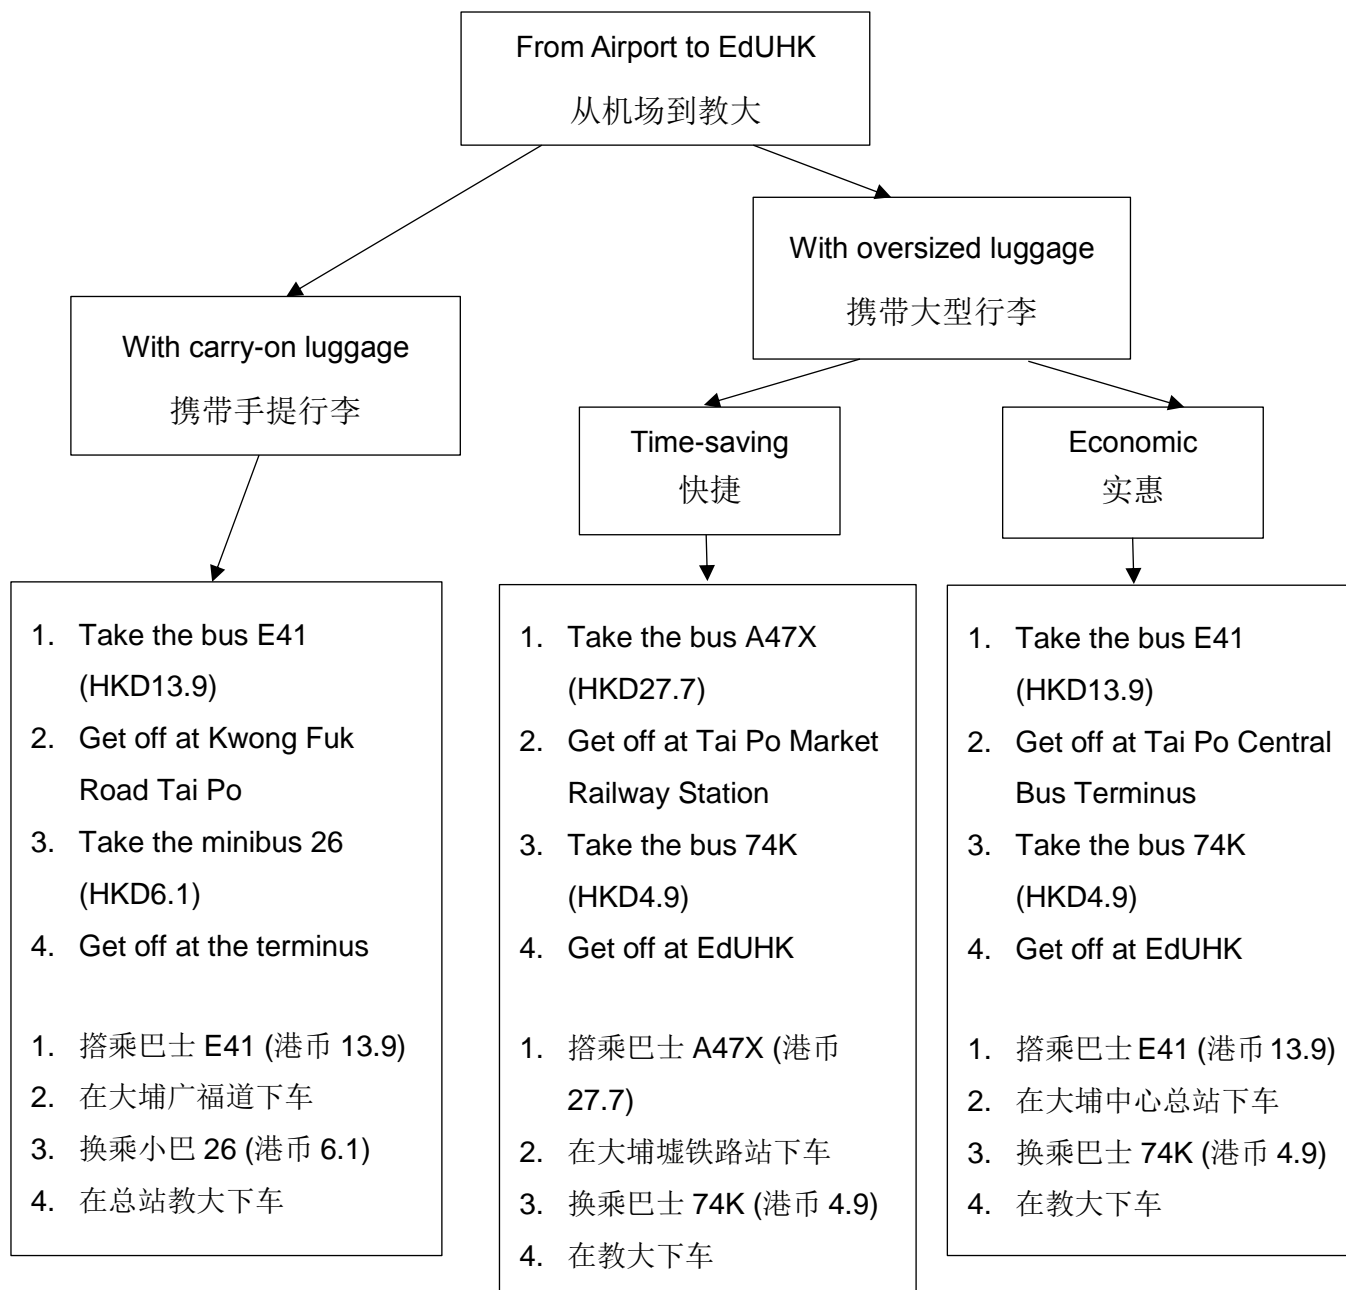 From Airport to EdUHK
从机场到教大
With oversized luggage
携带大型行李
With carry-on luggage
携带手提行李
Time-saving
快捷
Economic
实惠
1. Take the bus E41
(HKD13.9)
2. Get off at Kwong Fuk
Road Tai Po
3. Take the minibus 26
(HKD6.1)
4. Get off at the terminus
1. 撘乘巴士 E41 (港币 13.9)
2. 在大埔广福道下车
3. 换乘小巴 26 (港币 6.1)
4. 在总站教大下车
1. Take the bus A47X
(HKD27.7)
2. Get off at Tai Po Market
Railway Station
3. Take the bus 74K
(HKD4.9)
4. Get off at EdUHK
1. 撘乘巴士 A47X (港币
27.7)
2. 在大埔墟铁路站下车
3. 换乘巴士 74K (港币 4.9)
4. 在教大下车
1. Take the bus E41
(HKD13.9)
2. Get off at Tai Po Central
Bus Terminus
3. Take the bus 74K
(HKD4.9)
4. Get off at EdUHK
1. 撘乘巴士 E41 (港币 13.9)
2. 在大埔中心总站下车
3. 换乘巴士 74K (港币 4.9)
4. 在教大下车